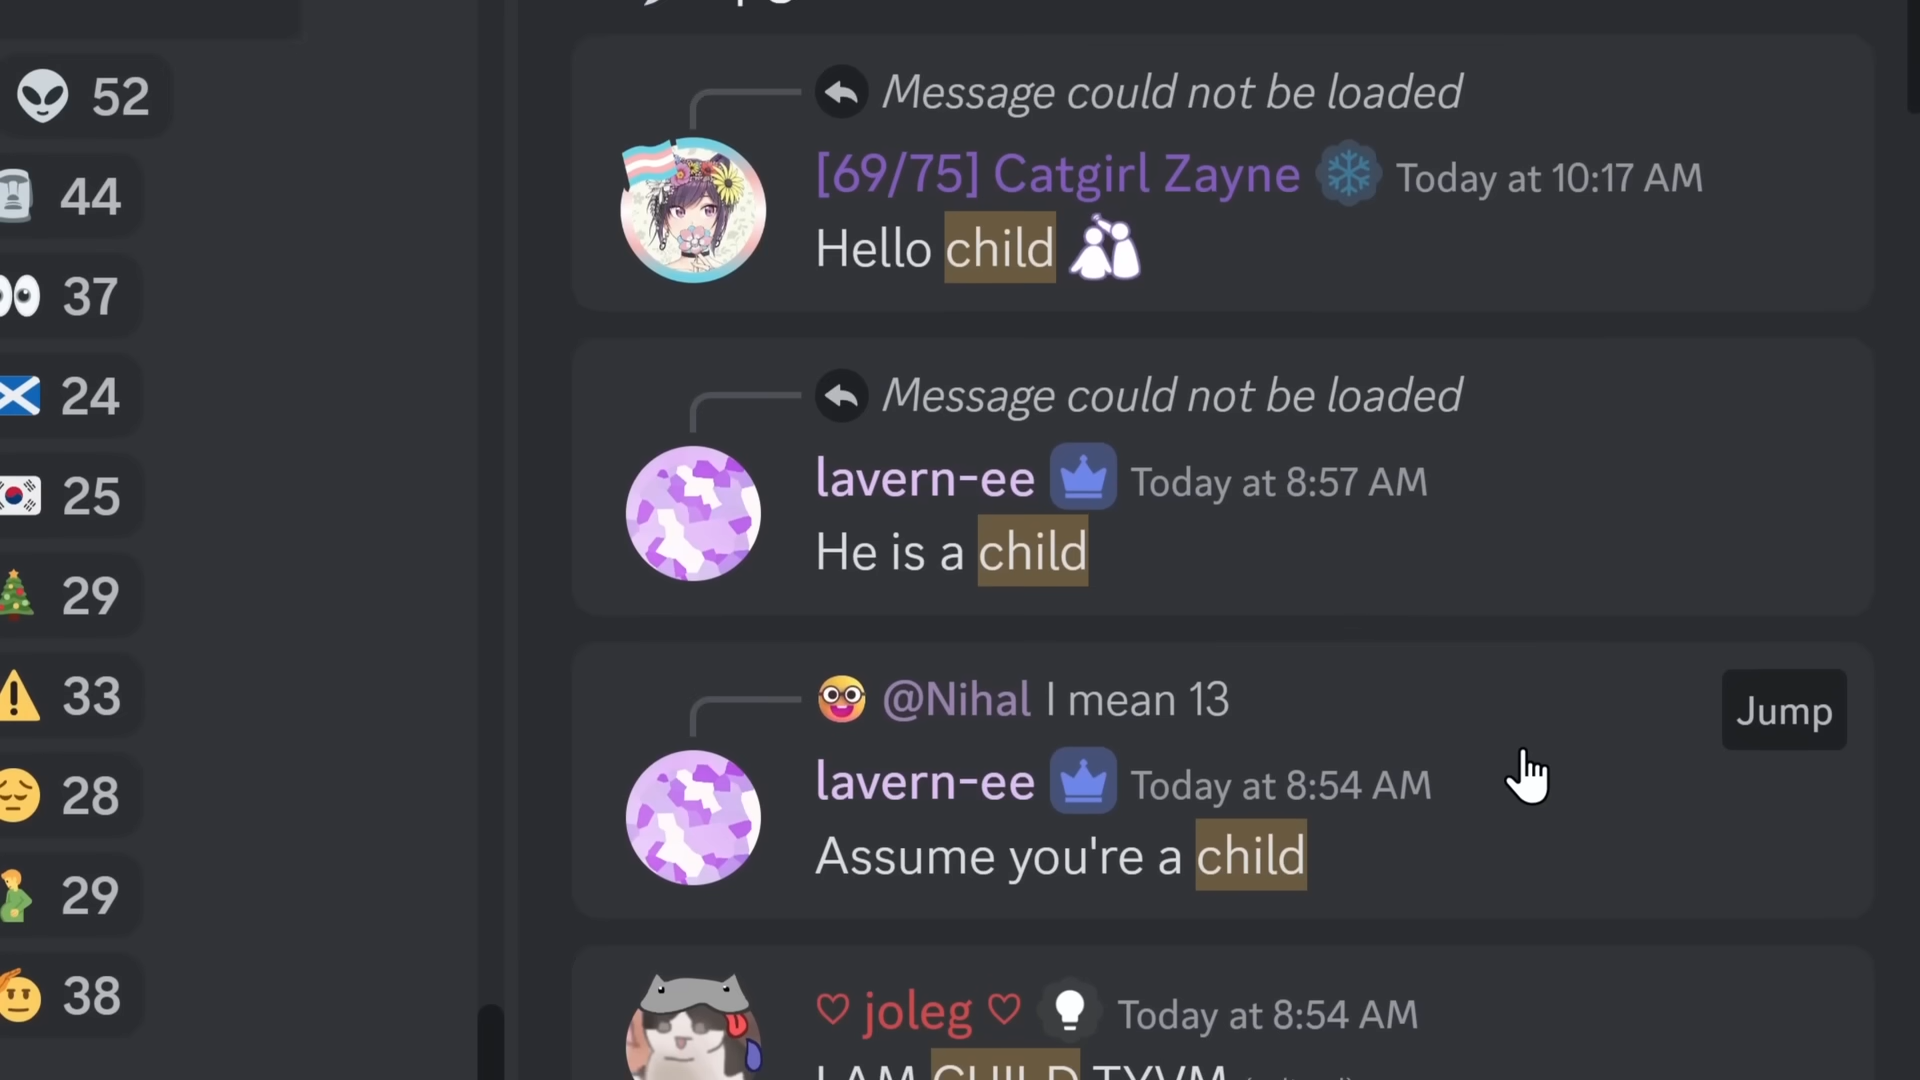 52
44
37
24
25
29
33
28
29
38
Message could not be loaded
[69/75] Catgirl Zayne Today at 10:17 AM
Hello child
Message could not be loaded
lavern-ee Today at 8:57 AM
He is a child
@Nihal I mean 13
Jump
lavern-ee Today at 8:54 AM
Assume you're a child
♡ joleg ♡ Today at 8:54 AM
I AM CHILD TYVM